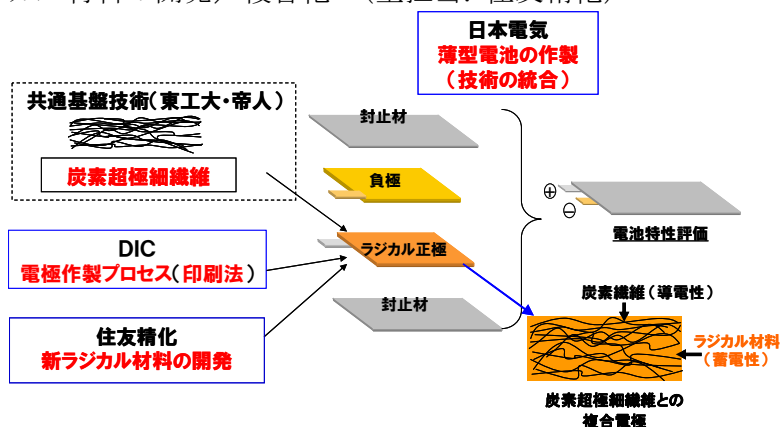 日本電気
薄型電池の作製
（技術の統合）
共通基盤技術（東工大・帝人）
炭素超極細繊維
封止材
負極
DIC
電極作製プロセス（印刷法）
ラジカル正極
⊕
⊖
電池特性評価
封止材
住友精化
新ラジカル材料の開発
炭素繊維（導電性）
ラジカル材料
（蓄電性）
炭素超極細繊維との
複合電極